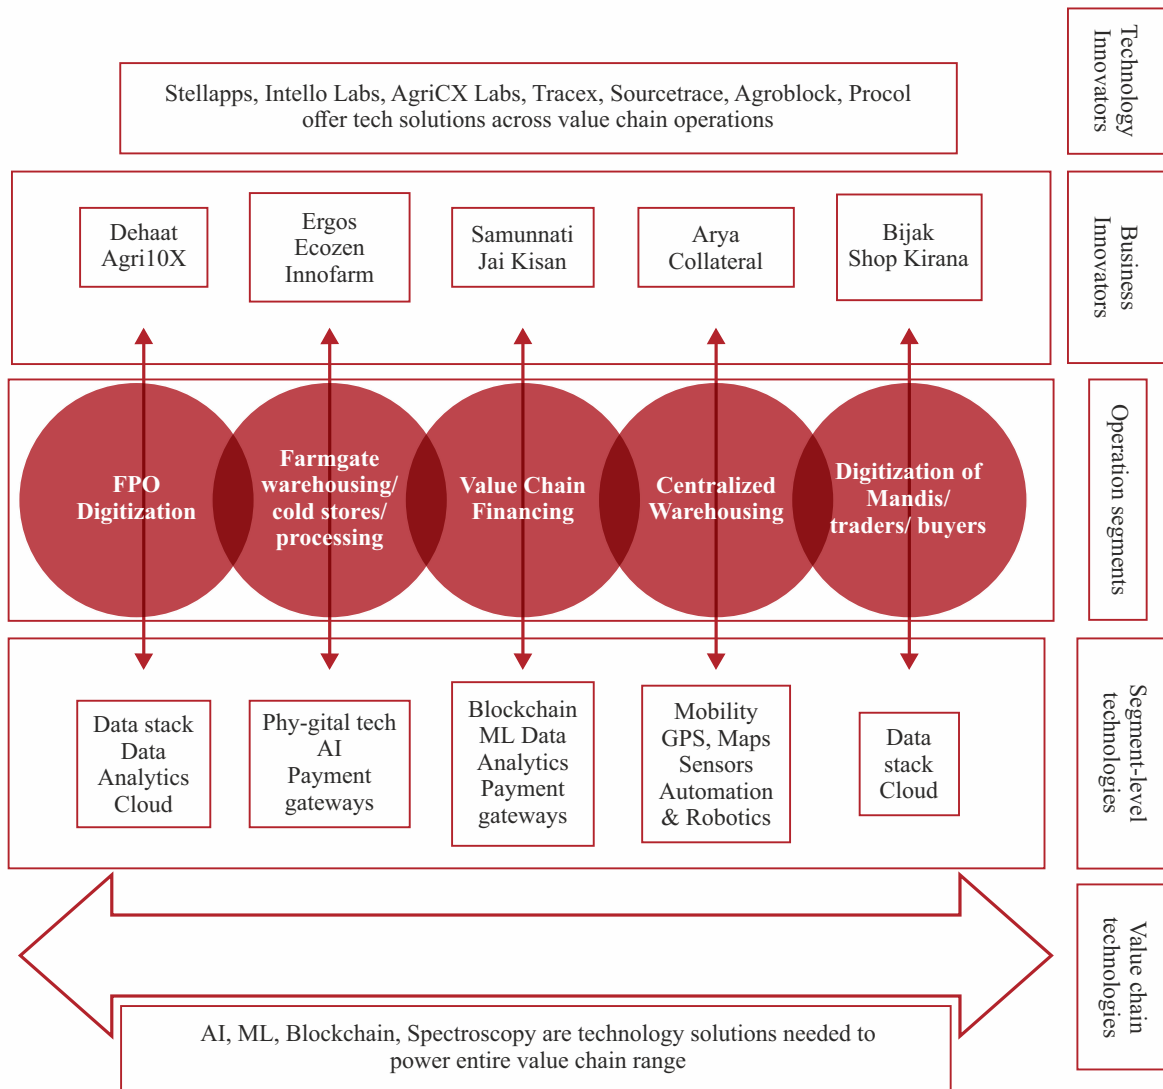 Stellapps, Intello Labs, AgriCX Labs, Tracex, Sourcetrace, Agroblock, Procol
offer tech solutions across value chain operations
Technology
Innovators
Dehaat
Agri10X
Ergos
Ecozen
Innofarm
Samunnati
Jai Kisan
Arya
Collateral
Bijak
Shop Kirana
Business
Innovators
FPO
Digitization
Farmgate
warehousing/
cold stores/
processing
Value Chain
Financing
Centralized
Warehousing
Digitization of
Mandis/
traders/ buyers
Operation segments
Data stack
Data
Analytics
Cloud
Phy-gital tech
AI
Payment
gateways
Blockchain
ML Data
Analytics
Payment
gateways
Mobility
GPS, Maps
Sensors
Automation
& Robotics
Data
stack
Cloud
Segment-level
technologies
Value chain
technologies
AI, ML, Blockchain, Spectroscopy are technology solutions needed to
power entire value chain range